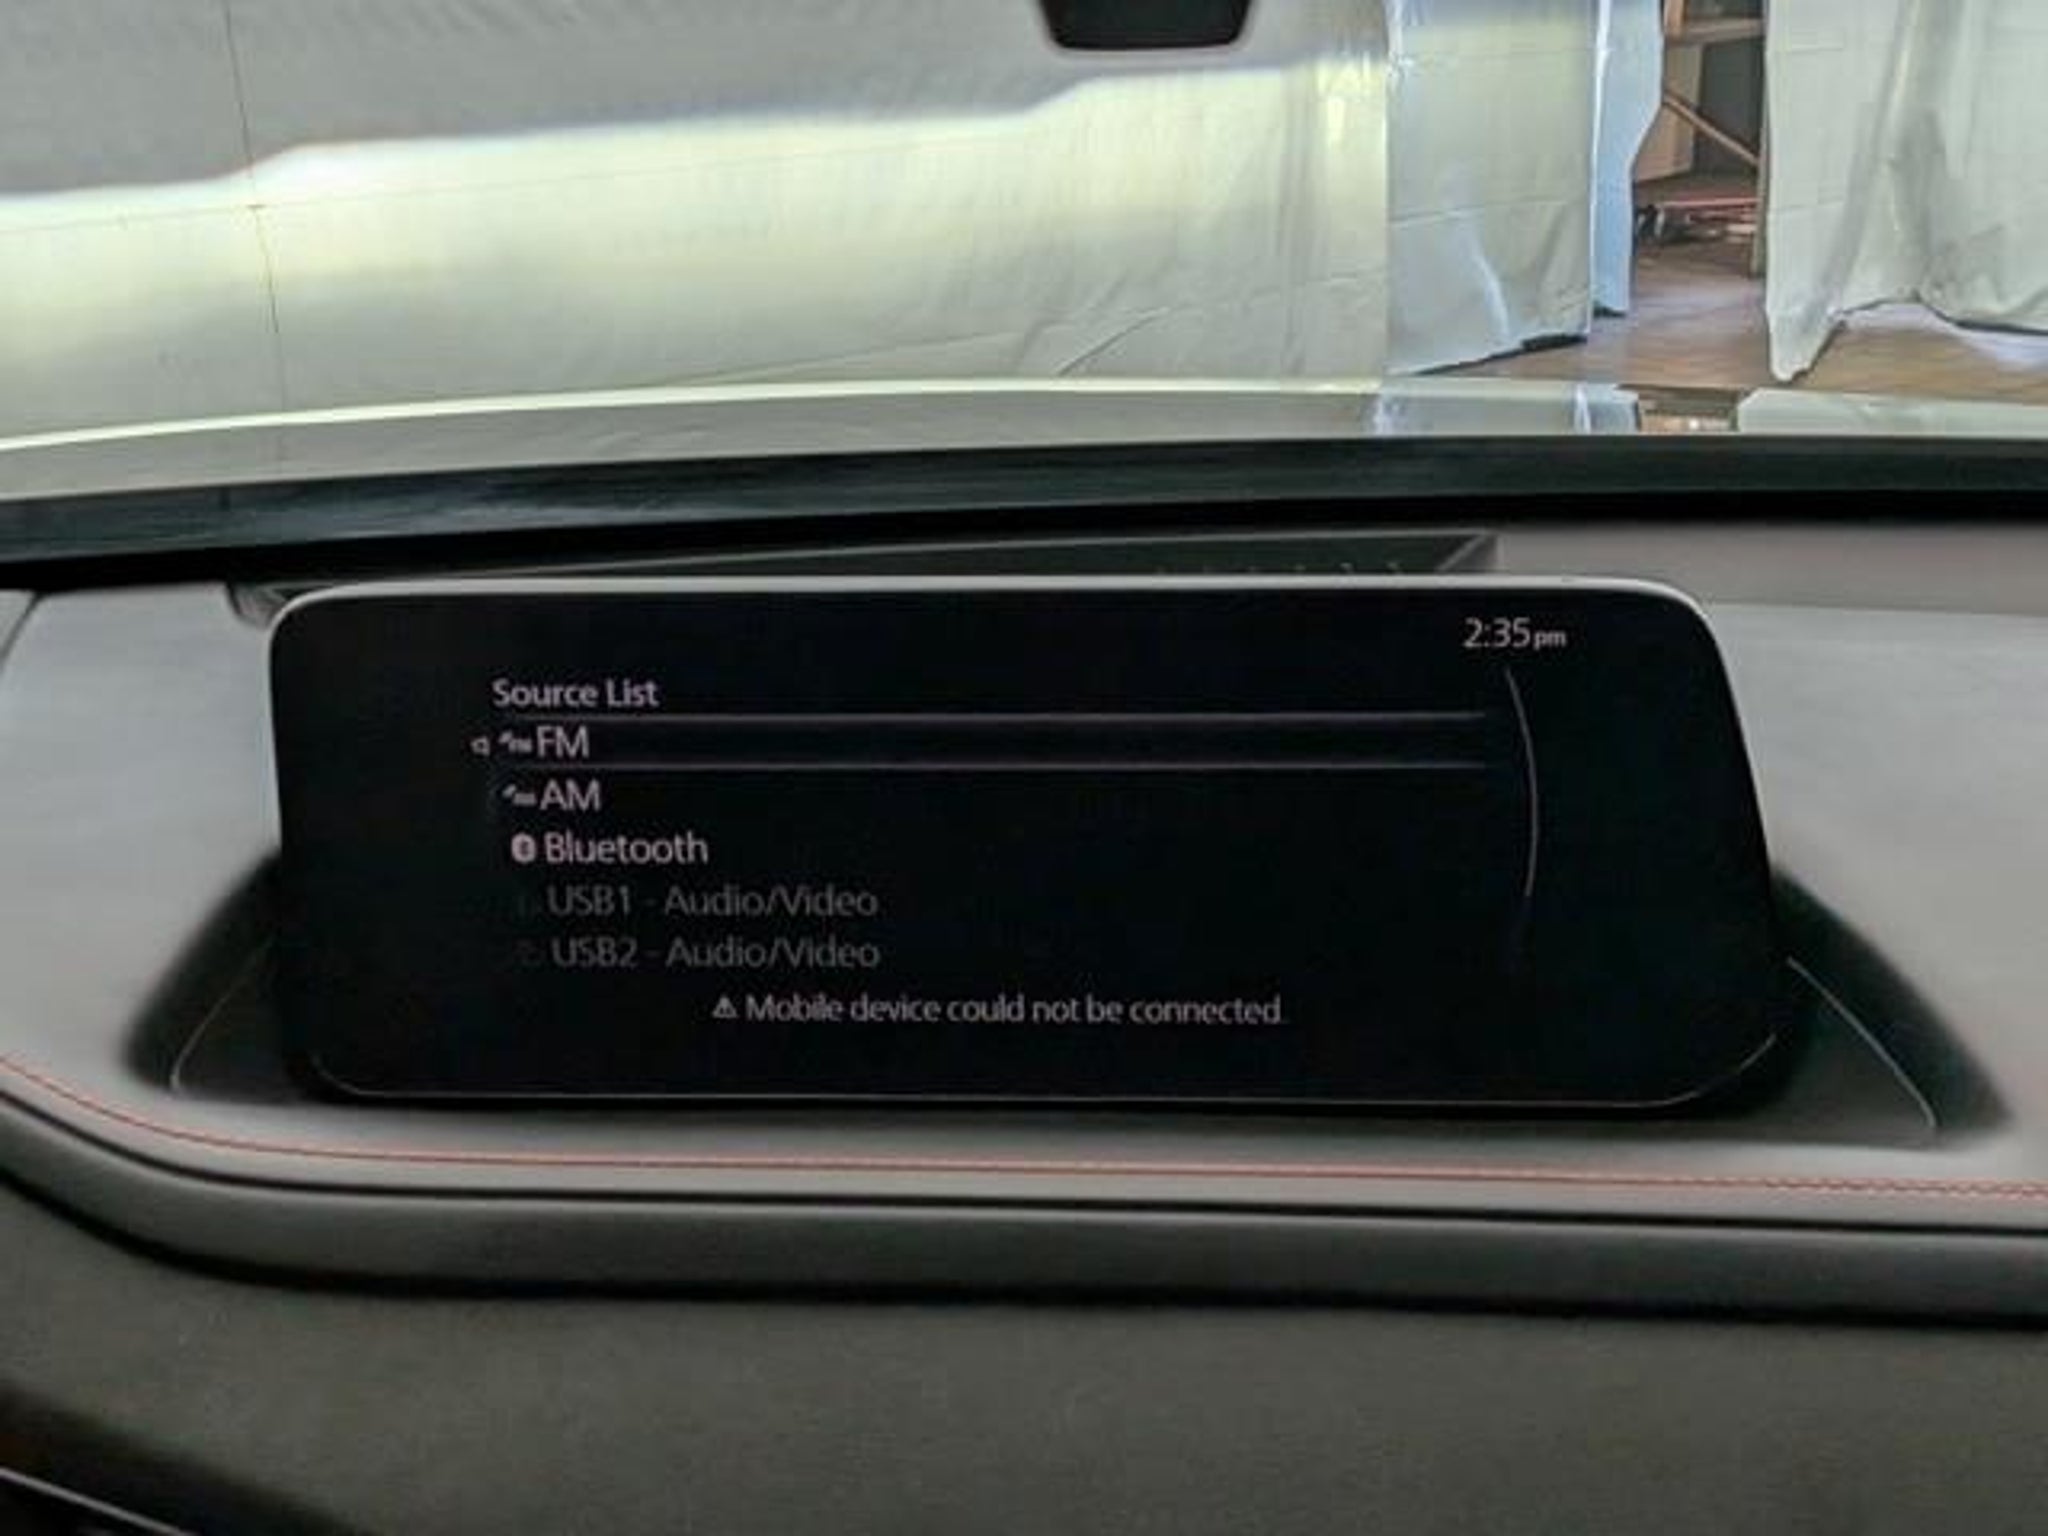 2:35pm
Source List
FM
AM
Bluetooth
USB1 - Audio/Video
USB2 - Audio/Video
Mobile device could not be connected.